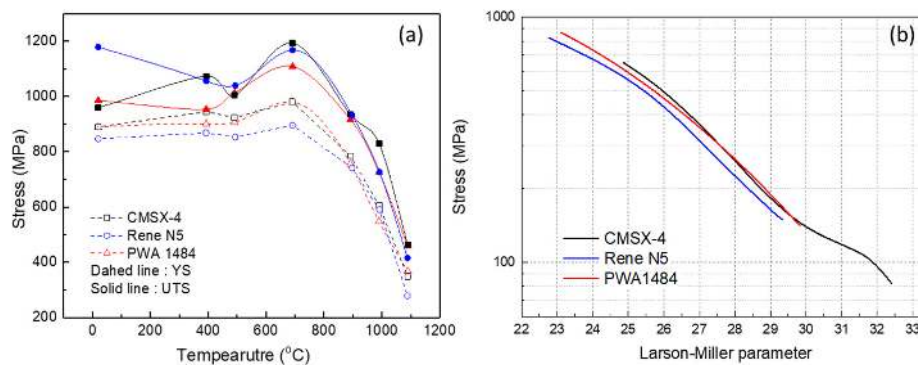 (a)
1200
1000
800
600
400
200
Stress (MPa)
CMSX-4
Rene N5
PWA 1484
Dahed line : YS
Solid line : UTS
0 200 400 600 800 1000 1200
Tempearutre (°C)
(b)
1000
100
Stress (MPa)
CMSX-4
Rene N5
PWA1484
22 23 24 25 26 27 28 29 30 31 32 33
Larson-Miller parameter